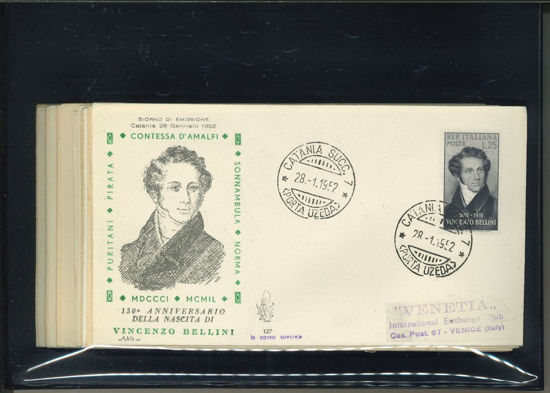 GIORNO DI EMISSIONE
Catania 28 Gennaio 1952
CONTESSA D'AMALFI
PURITANI ◆ PIRATA
SONNAMBULA ◆ NORMA
MDCCCI ◆ MCMIL
150º ANNIVERSARIO
DELLA NASCITA DI
VINCENZO BELLINI
127
CATANIA SUCC. 7
28.-1.1952
(PORTA UZEDA)
REP. ITALIANA
POSTE L.25
VINCENZO BELLINI
CATANIA 7
28.-1.1952
(PORTA UZEDA)
"VENETIA"
International Exchange Club
Cas. Post. 67 - VENICE (Italy)